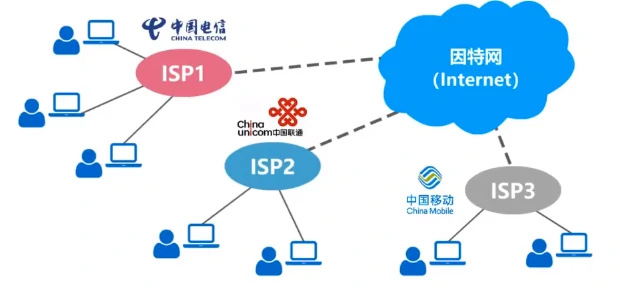 中国电信
CHINA TELECOM
ISP1
因特网
(Internet)
China
unicom中国联通
ISP2
中国移动
China Mobile
ISP3